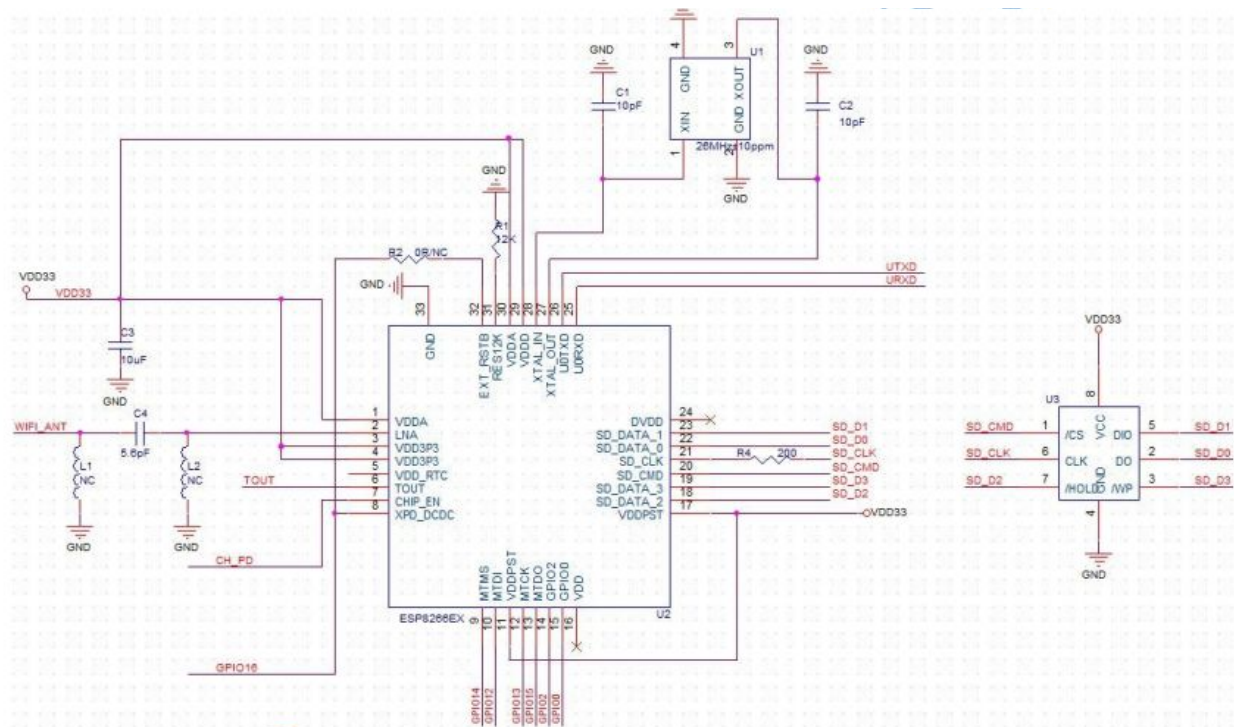 GND
GND
C1
10pF
4
3
GND
XOUT
U1
XIN
GND
1
2
26MHz±10ppm
GND
GND
C2
10pF
GND
R1
12K
R2 0R/NC
GND
UTXD
URXD
VDD33
VDD33
C3
10uF
GND
33
32
31
30
29
28
27
26
25
GND
EXT_RSTB
RES12K
VDDA
VDDD
XTAL_IN
XTAL_OUT
U0TXD
U0RXD
WIFI_ANT
C4
5.6pF
L1
NC
GND
L2
NC
GND
TOUT
CH_PD
GPIO16
1 VDDA
2 LNA
3 VDD3P3
4 VDD3P3
5 VDD_RTC
6 TOUT
7 CHIP_EN
8 XPD_DCDC
DVDD 24
SD_DATA_1 23 SD_D1
SD_DATA_0 22 SD_D0
SD_CLK 21 R4 200 SD_CLK
SD_CMD 20 SD_CMD
SD_DATA_3 19 SD_D3
SD_DATA_2 18 SD_D2
VDDPST 17 VDD33
MTMS
MTDI
VDDPST
MTCK
MTDO
GPIO2
GPIO0
VDD
ESP8266EX
U2
9
10
11
12
13
14
15
16
GPIO14
GPIO12
GPIO13
GPIO15
GPIO2
GPIO0
VDD33
U3
8
SD_CMD 1 /CS VCC DIO 5 SD_D1
SD_CLK 6 CLK DO 2 SD_D0
SD_D2 7 /HOLD GND /WP 3 SD_D3
4
GND